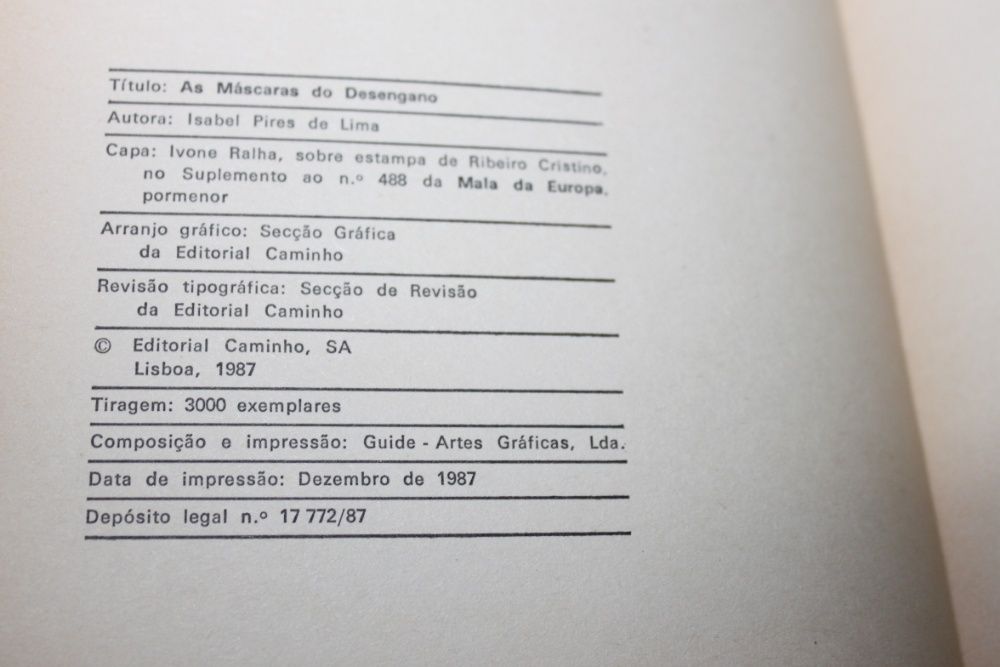 Título: As Máscaras do Desengano
Autora: Isabel Pires de Lima
Capa: Ivone Ralha, sobre estampa de Ribeiro Cristino,
no Suplemento ao n.º 488 da Mala da Europa,
pormenor
Arranjo gráfico: Secção Gráfica
da Editorial Caminho
Revisão tipográfica: Secção de Revisão
da Editorial Caminho
© Editorial Caminho, SA
Lisboa, 1987
Tiragem: 3000 exemplares
Composição e impressão: Guide - Artes Gráficas, Lda.
Data de impressão: Dezembro de 1987
Depósito legal n.º 17 772/87